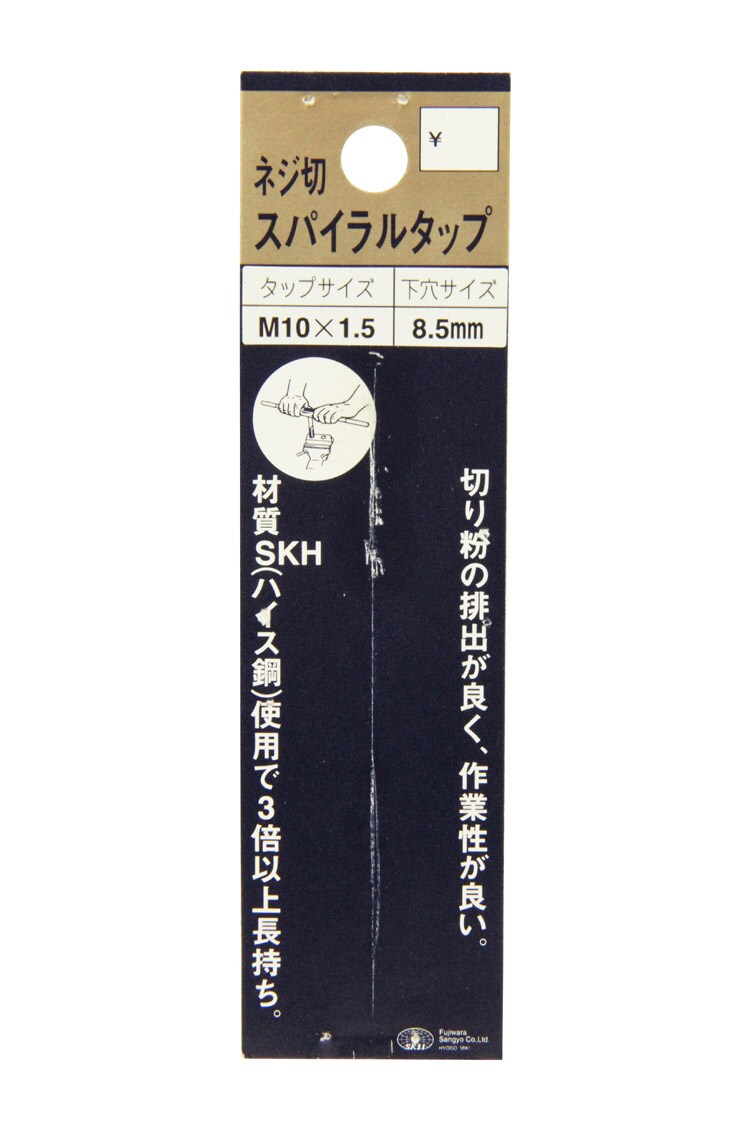 ¥
ネジ切
スパイラルタップ
タップサイズ 下穴サイズ
M10×1.5 8.5mm
切り粉の排出が良く、作業性が良い。
材質SKH(ハイス鋼)使用で3倍以上長持ち。
Fujiwara
Sangyo Co,Ltd.